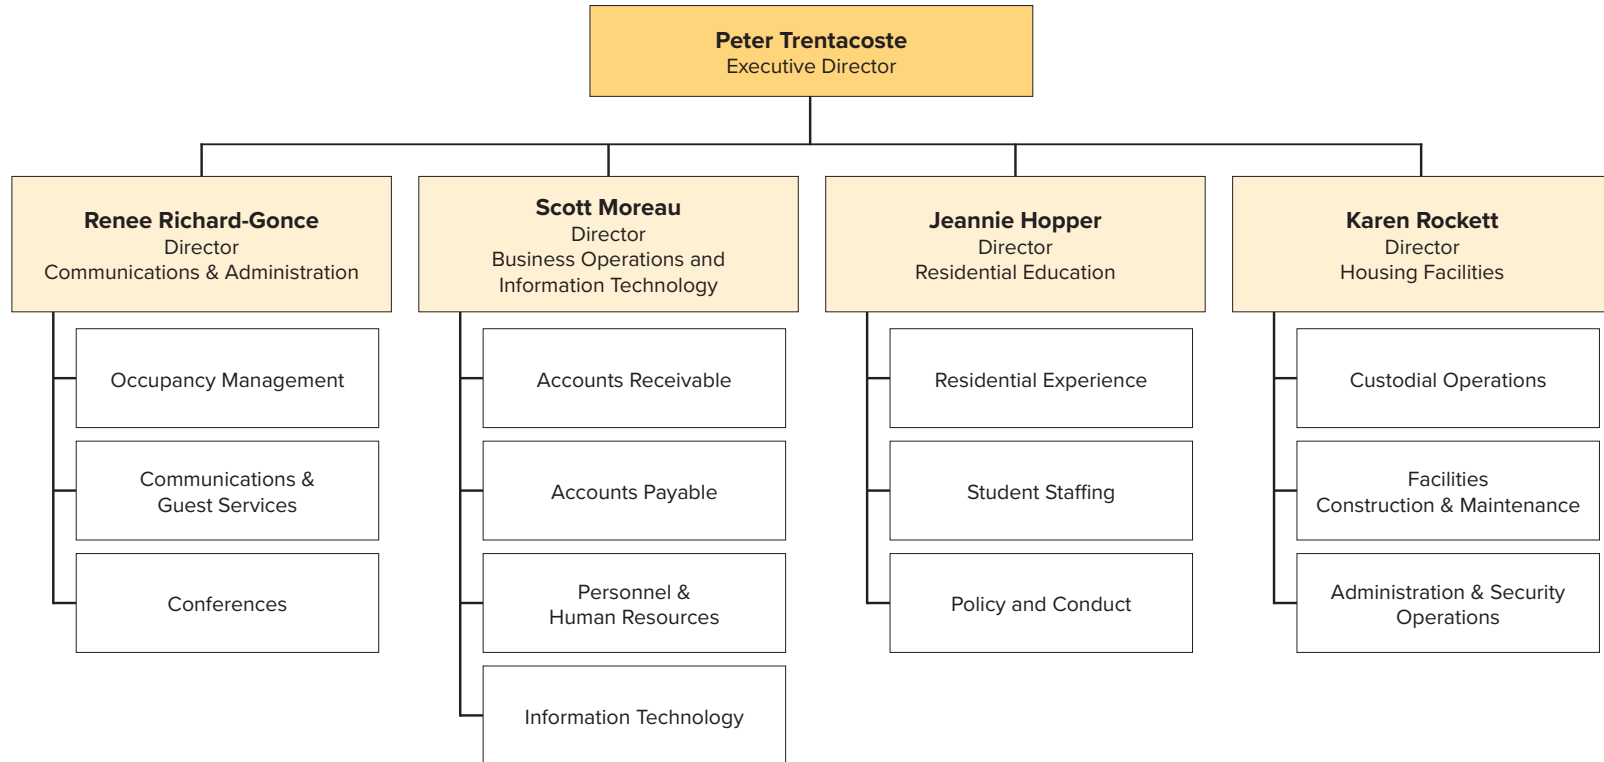 Peter Trentacoste
Executive Director
Renee Richard-Gonce
Director
Communications & Administration
Occupancy Management
Communications &
Guest Services
Conferences
Scott Moreau
Director
Business Operations and
Information Technology
Accounts Receivable
Accounts Payable
Personnel &
Human Resources
Information Technology
Jeannie Hopper
Director
Residential Education
Residential Experience
Student Staffing
Policy and Conduct
Karen Rockett
Director
Housing Facilities
Custodial Operations
Facilities
Construction & Maintenance
Administration & Security
Operations